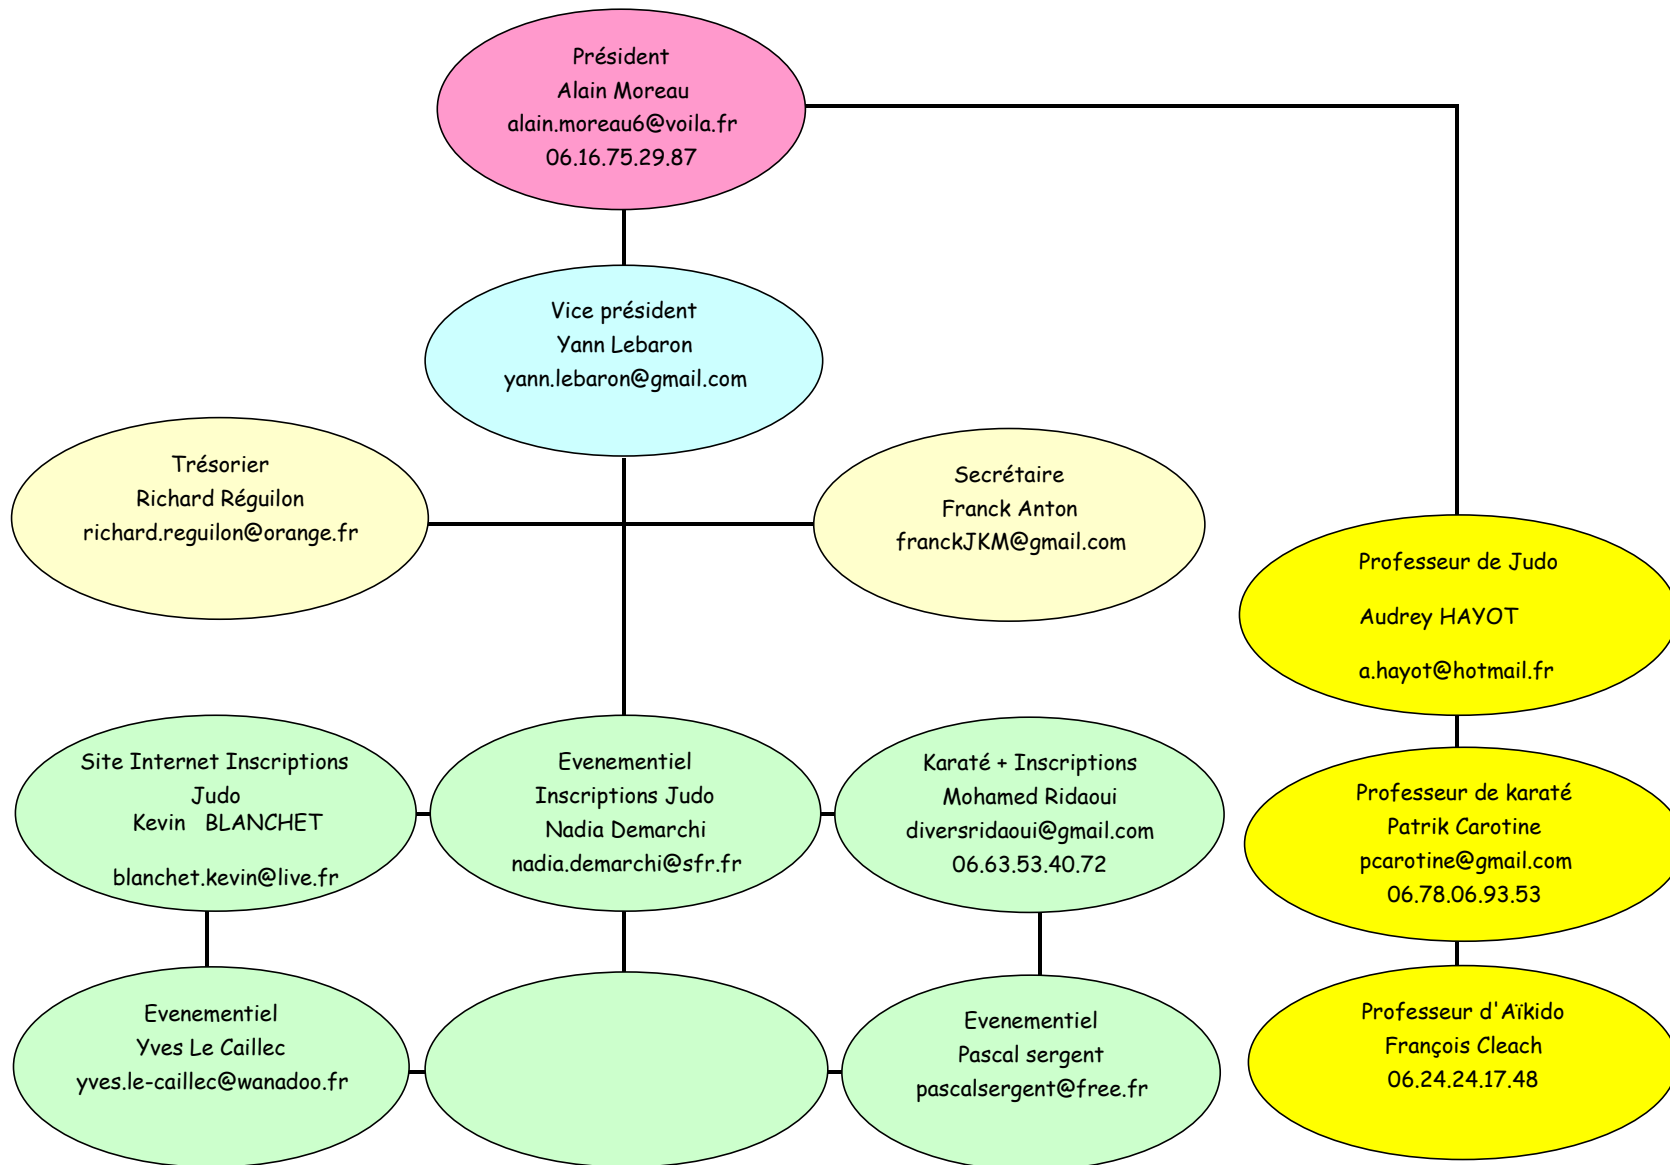 Président
Alain Moreau
alain.moreau6@voila.fr
06.16.75.29.87
Vice président
Yann Lebaron
yann.lebaron@gmail.com
Trésorier
Richard Réguilon
richard.reguilon@orange.fr
Secrétaire
Franck Anton
franckJKM@gmail.com
Professeur de Judo
Audrey HAYOT
a.hayot@hotmail.fr
Site Internet Inscriptions
Judo
Kevin BLANCHET
blanchet.kevin@live.fr
Evenementiel
Inscriptions Judo
Nadia Demarchi
nadia.demarchi@sfr.fr
Karaté + Inscriptions
Mohamed Ridaoui
diversridaoui@gmail.com
06.63.53.40.72
Professeur de karaté
Patrik Carotine
pcarotine@gmail.com
06.78.06.93.53
Evenementiel
Yves Le Caillec
yves.le-caillec@wanadoo.fr
Evenementiel
Pascal sergent
pascalsergent@free.fr
Professeur d'Aïkido
François Cleach
06.24.24.17.48